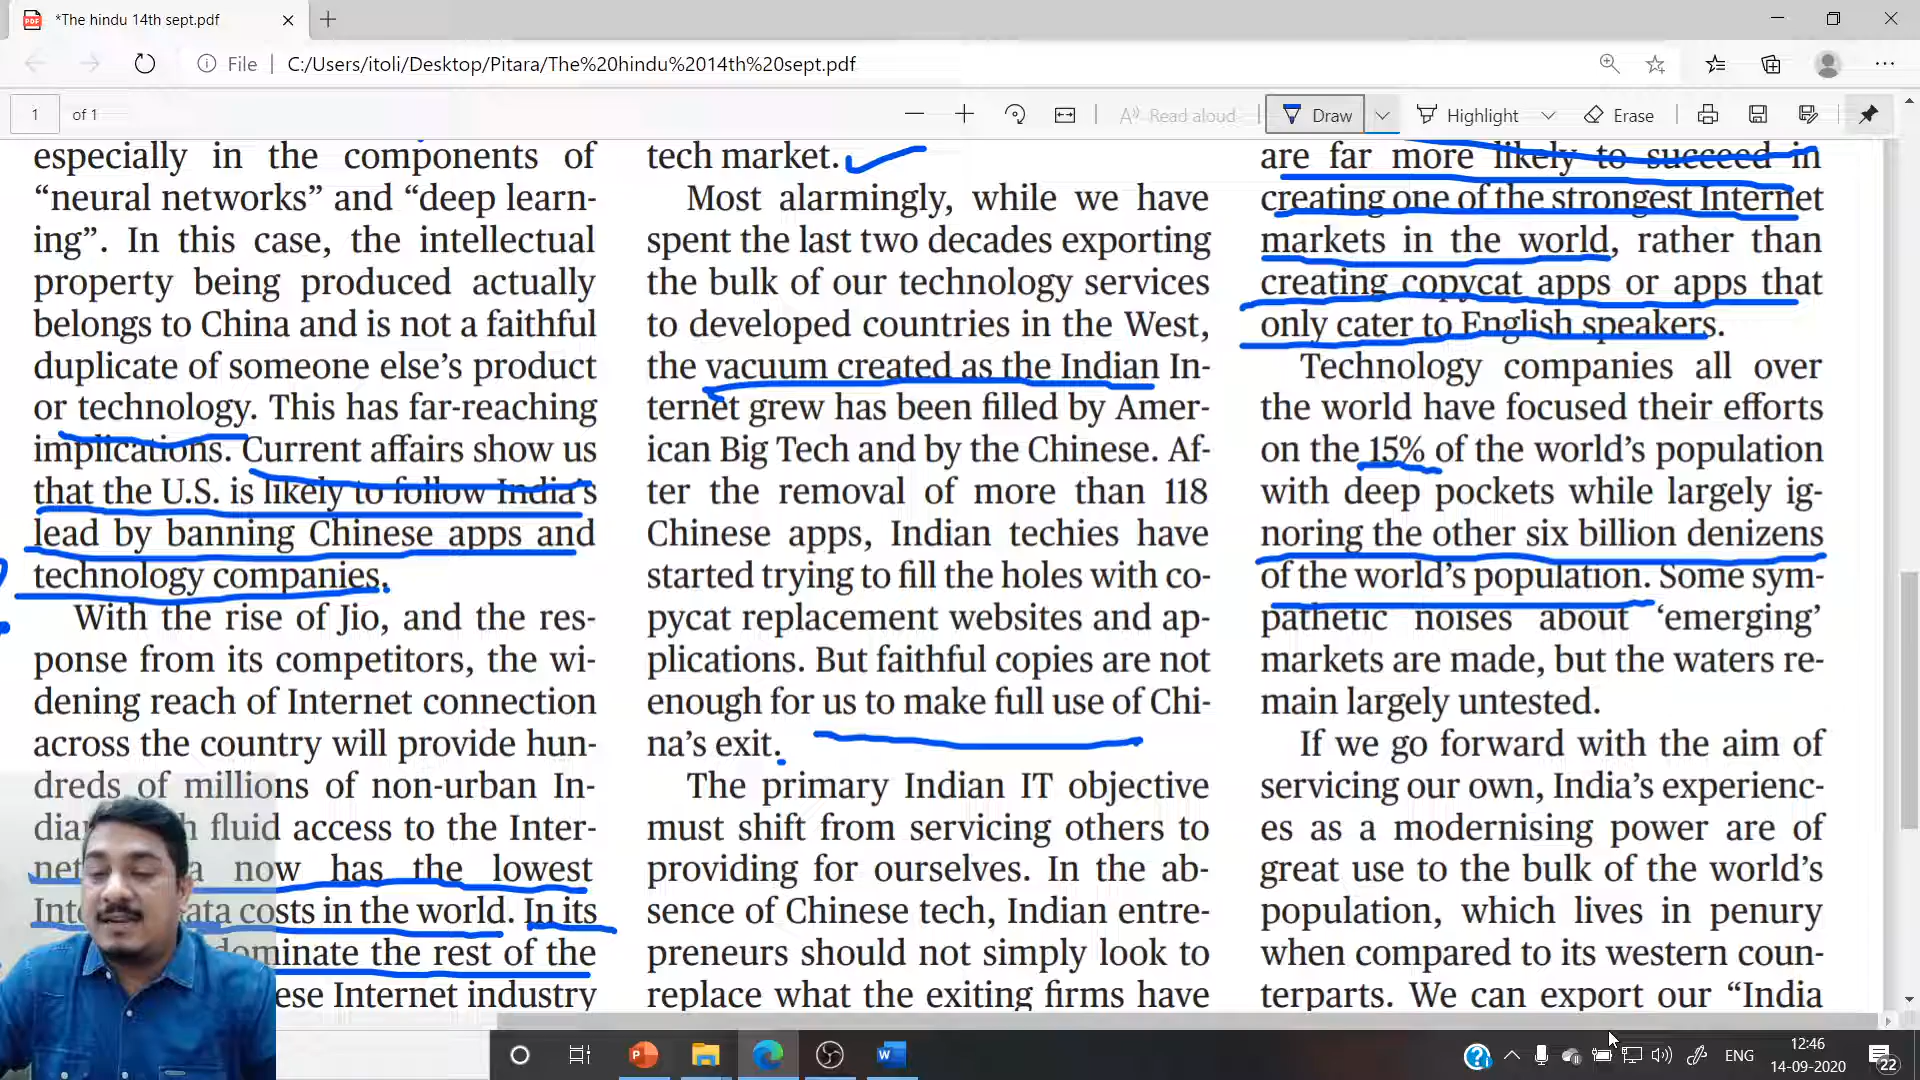 *The hindu 14th sept.pdf
File
C:/Users/itoli/Desktop/Pitara/The%20hindu%2014th%20sept.pdf
1 of 1
Read aloud
Draw
Highlight
Erase
especially in the components of
“neural networks” and “deep learn-
ing”. In this case, the intellectual
property being produced actually
belongs to China and is not a faithful
duplicate of someone else’s product
or technology. This has far-reaching
implications. Current affairs show us
that the U.S. is likely to follow India’s
lead by banning Chinese apps and
technology companies.
With the rise of Jio, and the res-
ponse from its competitors, the wi-
dening reach of Internet connection
across the country will provide hun-
dreds of millions of non-urban In-
fluid access to the Inter-
now has the lowest
costs in the world. In its
the rest of the
Internet industry
tech market.
Most alarmingly, while we have
spent the last two decades exporting
the bulk of our technology services
to developed countries in the West,
the vacuum created as the Indian In-
ternet grew has been filled by Amer-
ican Big Tech and by the Chinese. Af-
ter the removal of more than 118
Chinese apps, Indian techies have
started trying to fill the holes with co-
pycat replacement websites and ap-
plications. But faithful copies are not
enough for us to make full use of Chi-
na’s exit.
The primary Indian IT objective
must shift from servicing others to
providing for ourselves. In the ab-
sence of Chinese tech, Indian entre-
preneurs should not simply look to
replace what the exiting firms have
are far more likely to succeed in
creating one of the strongest Internet
markets in the world, rather than
creating copycat apps or apps that
only cater to English speakers.
Technology companies all over
the world have focused their efforts
on the 15% of the world’s population
with deep pockets while largely ig-
noring the other six billion denizens
of the world’s population. Some sym-
pathetic noises about ‘emerging’
markets are made, but the waters re-
main largely untested.
If we go forward with the aim of
servicing our own, India’s experienc-
es as a modernising power are of
great use to the bulk of the world’s
population, which lives in penury
when compared to its western coun-
terparts. We can export our “India
ENG
12:46
14-09-2020
22